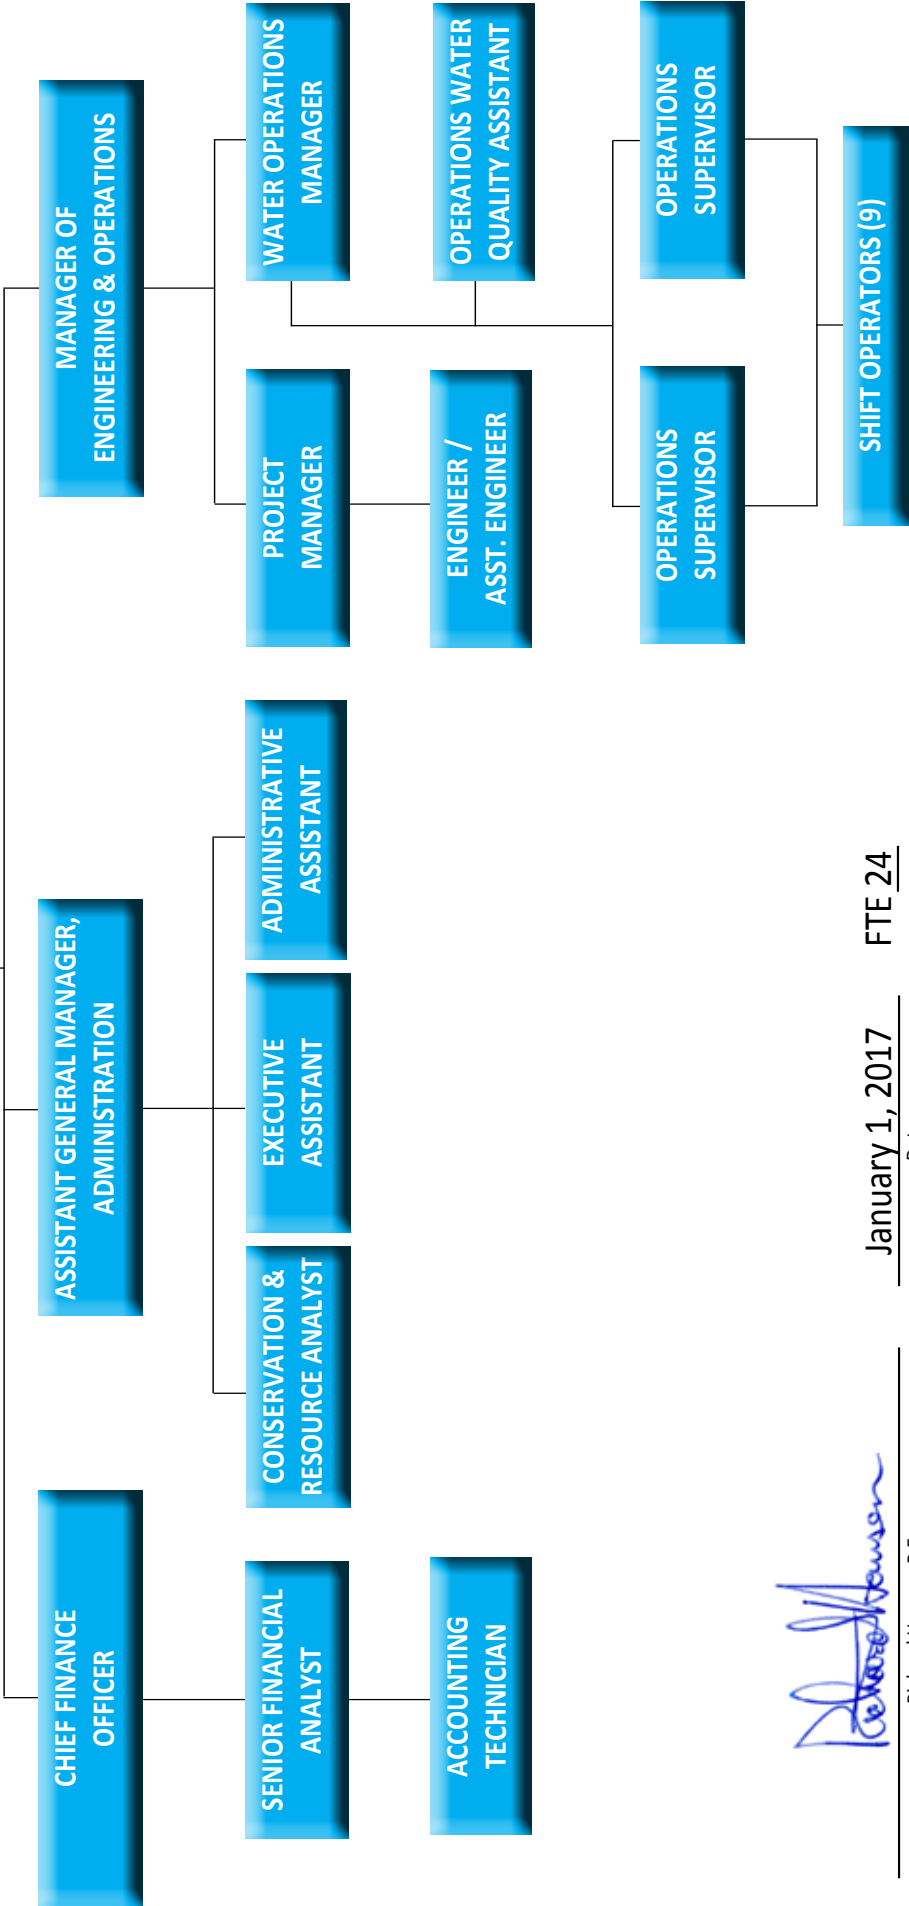 CHIEF FINANCE
OFFICER
ASSISTANT GENERAL MANAGER,
ADMINISTRATION
MANAGER OF
ENGINEERING & OPERATIONS
SENIOR FINANCIAL
ANALYST
CONSERVATION &
RESOURCE ANALYST
EXECUTIVE
ASSISTANT
ADMINISTRATIVE
ASSISTANT
PROJECT
MANAGER
WATER OPERATIONS
MANAGER
ACCOUNTING
TECHNICIAN
ENGINEER /
ASST. ENGINEER
OPERATIONS WATER
QUALITY ASSISTANT
OPERATIONS
SUPERVISOR
OPERATIONS
SUPERVISOR
SHIFT OPERATORS (9)
January 1, 2017
FTE 24